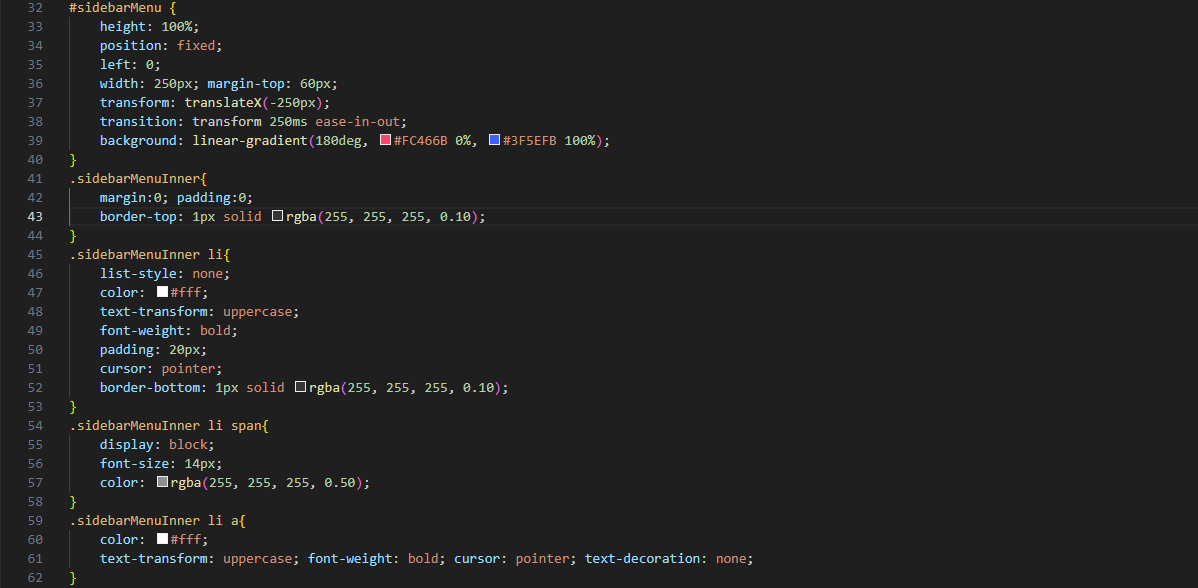 32 #sidebarMenu {
33     height: 100%;
34     position: fixed;
35     left: 0;
36     width: 250px; margin-top: 60px;
37     transform: translateX(-250px);
38     transition: transform 250ms ease-in-out;
39     background: linear-gradient(180deg, #FC466B 0%, #3F5EFB 100%);
40 }
41 .sidebarMenuInner{
42     margin:0; padding:0;
43     border-top: 1px solid rgba(255, 255, 255, 0.10);
44 }
45 .sidebarMenuInner li{
46     list-style: none;
47     color: #fff;
48     text-transform: uppercase;
49     font-weight: bold;
50     padding: 20px;
51     cursor: pointer;
52     border-bottom: 1px solid rgba(255, 255, 255, 0.10);
53 }
54 .sidebarMenuInner li span{
55     display: block;
56     font-size: 14px;
57     color: rgba(255, 255, 255, 0.50);
58 }
59 .sidebarMenuInner li a{
60     color: #fff;
61     text-transform: uppercase; font-weight: bold; cursor: pointer; text-decoration: none;
62 }